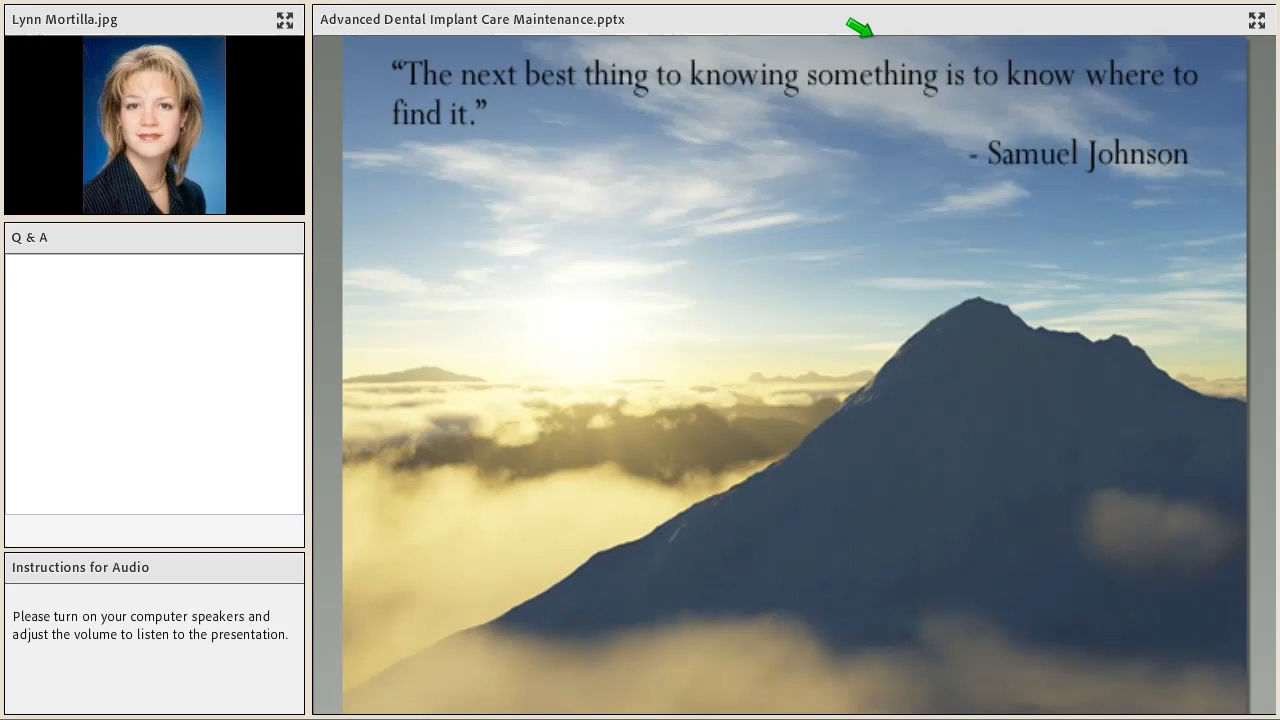 Lynn Mortilla.jpg
Advanced Dental Implant Care Maintenance.pptx
“The next best thing to knowing something is to know where to
find it.”
- Samuel Johnson
Q & A
Instructions for Audio
Please turn on your computer speakers and
adjust the volume to listen to the presentation.